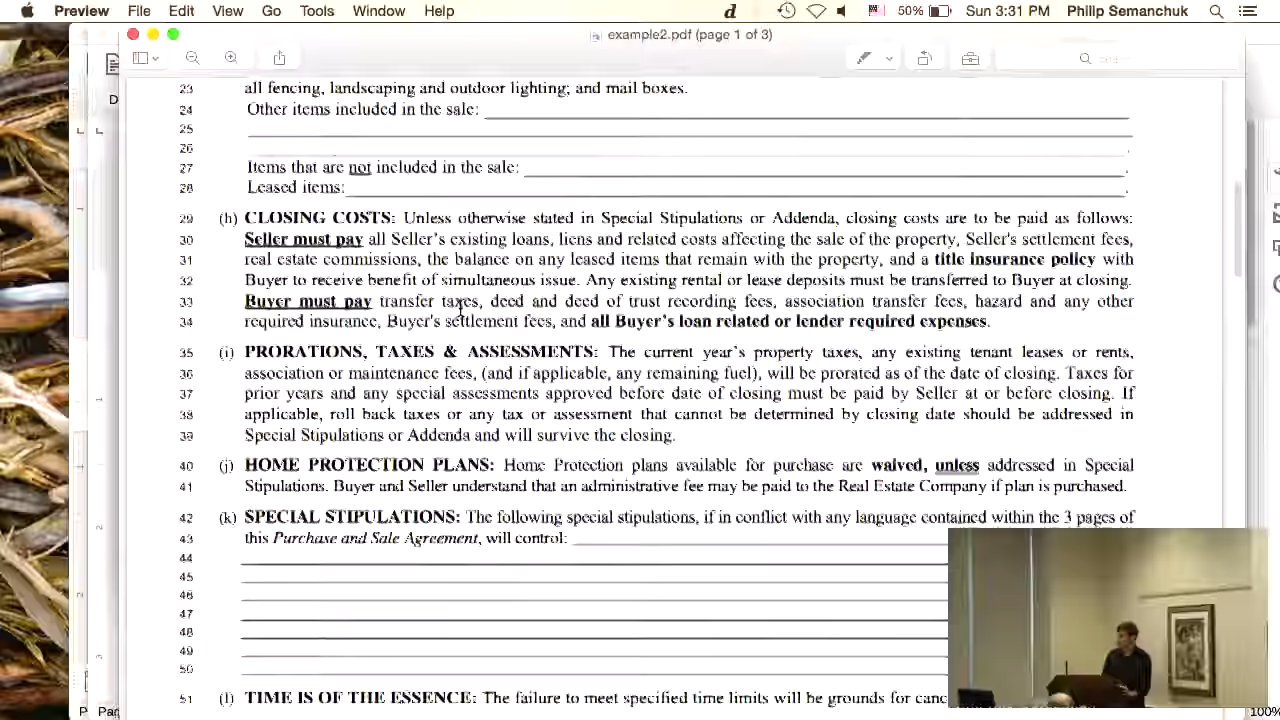 Preview File Edit View Go Tools Window Help 50% Sun 3:31 PM Philip Semanchuk
example2.pdf (page 1 of 3)
23 all fencing, landscaping and outdoor lighting; and mail boxes.
24 Other items included in the sale:
25
26 .
27 Items that are not included in the sale: .
28 Leased items: .
29 (h) CLOSING COSTS: Unless otherwise stated in Special Stipulations or Addenda, closing costs are to be paid as follows:
30 Seller must pay all Seller's existing loans, liens and related costs affecting the sale of the property, Seller's settlement fees,
31 real estate commissions, the balance on any leased items that remain with the property, and a title insurance policy with
32 Buyer to receive benefit of simultaneous issue. Any existing rental or lease deposits must be transferred to Buyer at closing.
33 Buyer must pay transfer taxes, deed and deed of trust recording fees, association transfer fees, hazard and any other
34 required insurance, Buyer's settlement fees, and all Buyer's loan related or lender required expenses.
35 (i) PRORATIONS, TAXES & ASSESSMENTS: The current year's property taxes, any existing tenant leases or rents,
36 association or maintenance fees, (and if applicable, any remaining fuel), will be prorated as of the date of closing. Taxes for
37 prior years and any special assessments approved before date of closing must be paid by Seller at or before closing. If
38 applicable, roll back taxes or any tax or assessment that cannot be determined by closing date should be addressed in
39 Special Stipulations or Addenda and will survive the closing.
40 (j) HOME PROTECTION PLANS: Home Protection plans available for purchase are waived, unless addressed in Special
41 Stipulations. Buyer and Seller understand that an administrative fee may be paid to the Real Estate Company if plan is purchased.
42 (k) SPECIAL STIPULATIONS: The following special stipulations, if in conflict with any language contained within the 3 pages of
43 this Purchase and Sale Agreement, will control:
44
45
46
47
48
49
50
51 (l) TIME IS OF THE ESSENCE: The failure to meet specified time limits will be grounds for canc
100%